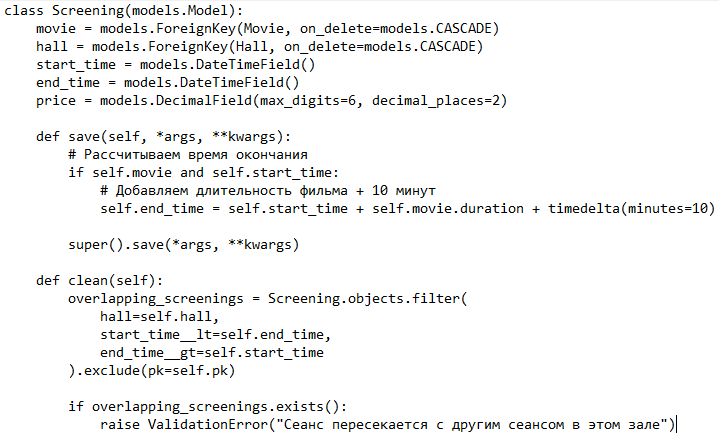 class Screening(models.Model):
    movie = models.ForeignKey(Movie, on_delete=models.CASCADE)
    hall = models.ForeignKey(Hall, on_delete=models.CASCADE)
    start_time = models.DateTimeField()
    end_time = models.DateTimeField()
    price = models.DecimalField(max_digits=6, decimal_places=2)

    def save(self, *args, **kwargs):
        # Рассчитываем время окончания
        if self.movie and self.start_time:
            # Добавляем длительность фильма + 10 минут
            self.end_time = self.start_time + self.movie.duration + timedelta(minutes=10)

        super().save(*args, **kwargs)

    def clean(self):
        overlapping_screenings = Screening.objects.filter(
            hall=self.hall,
            start_time__lt=self.end_time,
            end_time__gt=self.start_time
        ).exclude(pk=self.pk)

        if overlapping_screenings.exists():
            raise ValidationError("Сеанс пересекается с другим сеансом в этом зале")